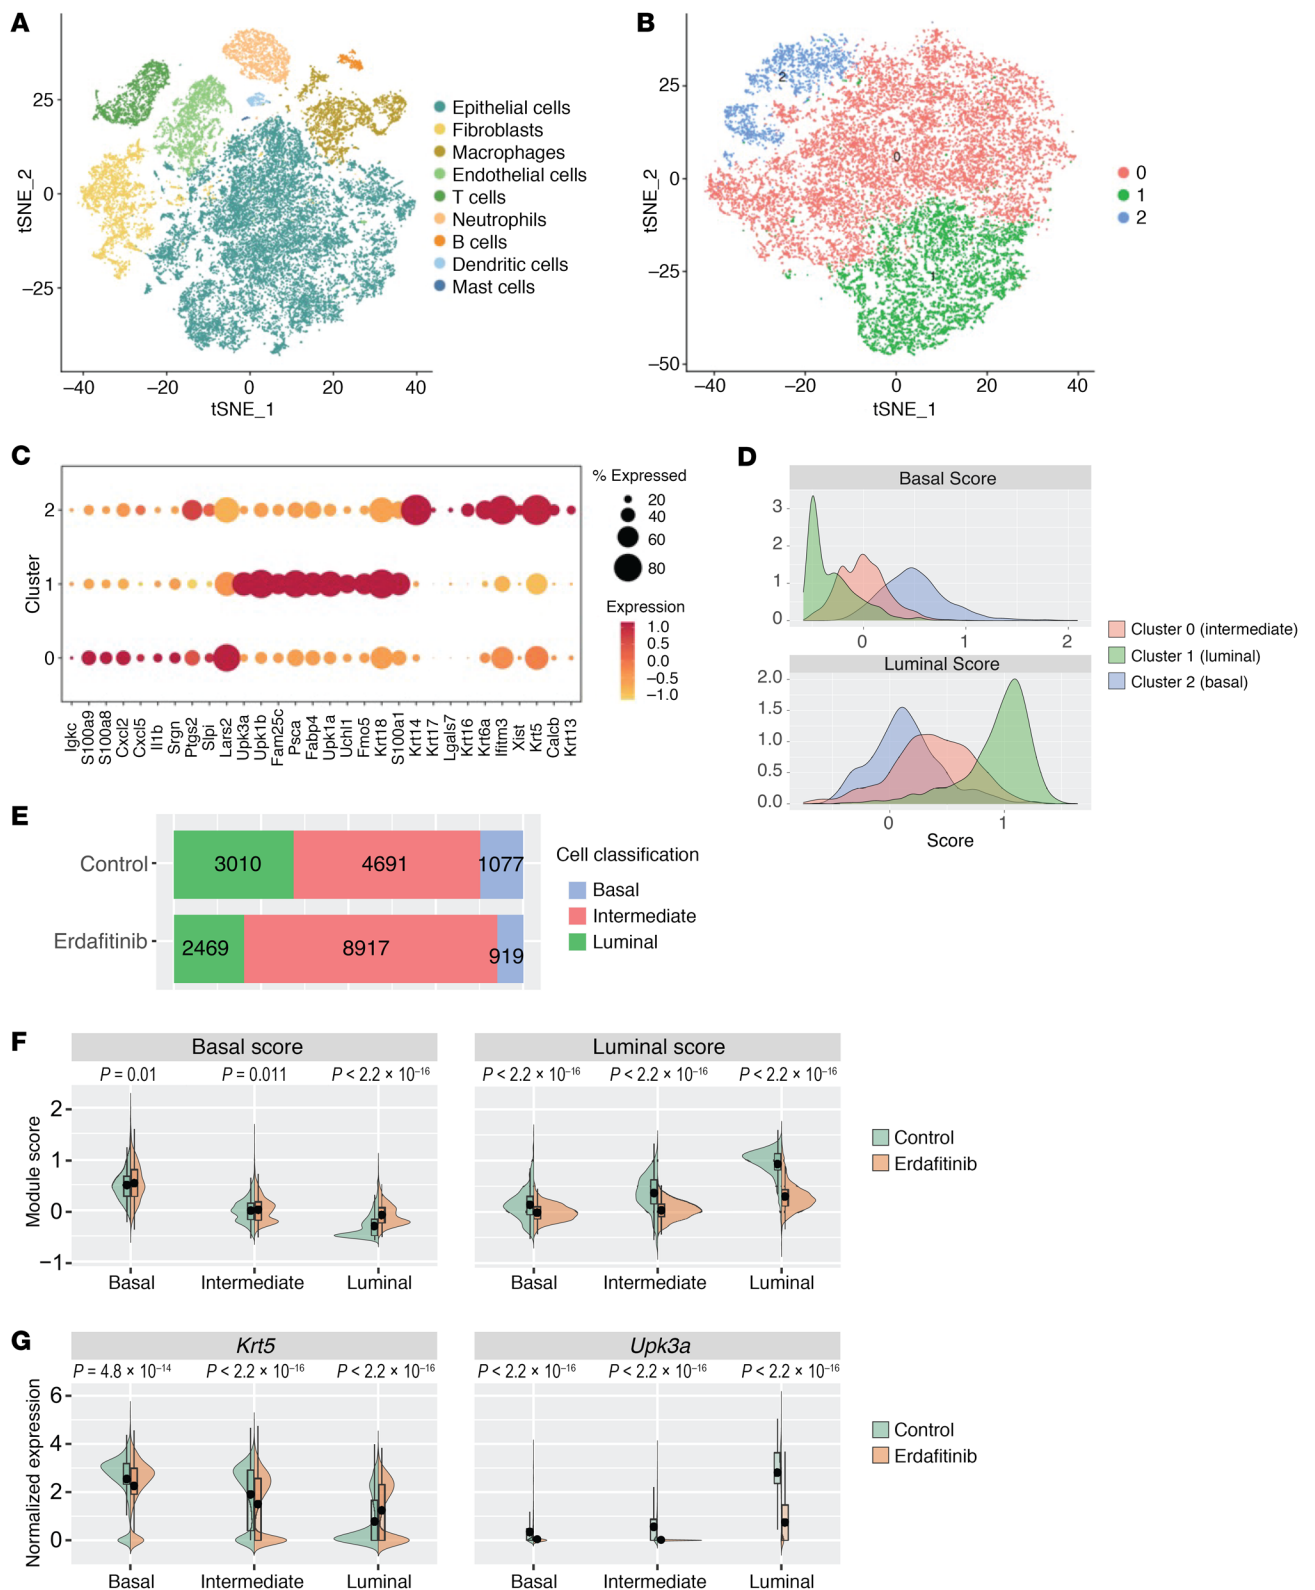 A
25
0
−25
tSNE_2
−40
−20
0
20
40
tSNE_1
Epithelial cells
Fibroblasts
Macrophages
Endothelial cells
T cells
Neutrophils
B cells
Dendritic cells
Mast cells
B
25
0
−25
−50
tSNE_2
2
0
1
−40
−20
0
20
40
tSNE_1
0
1
2
C
Cluster
2
1
0
Igkc
S100a9
S100a8
Cxcl2
Cxcl5
Il1b
Srgn
Ptgs2
Slpi
Lars2
Upk3a
Upk1b
Fam25c
Psca
Fabp4
Upk1a
Uchl1
Fmo5
Krt18
S100a1
Krt14
Krt17
Lgals7
Krt16
Krt6a
Ifitm3
Xist
Krt5
Calcb
Krt13
% Expressed
20
40
60
80
Expression
1.0
0.5
0.0
−0.5
−1.0
D
Basal Score
3
2
1
0
0
1
2
Luminal Score
2.0
1.5
1.0
0.5
0.0
0
1
Score
Cluster 0 (intermediate)
Cluster 1 (luminal)
Cluster 2 (basal)
E
Control
3010
4691
1077
Erdafitinib
2469
8917
919
Cell classification
Basal
Intermediate
Luminal
F
Basal score
P = 0.01
P = 0.011
P < 2.2 × 10⁻¹⁶
Module score
2
1
0
−1
Basal
Intermediate
Luminal
Luminal score
P < 2.2 × 10⁻¹⁶
P < 2.2 × 10⁻¹⁶
P < 2.2 × 10⁻¹⁶
Basal
Intermediate
Luminal
Control
Erdafitinib
G
Krt5
P = 4.8 × 10⁻¹⁴
P < 2.2 × 10⁻¹⁶
P < 2.2 × 10⁻¹⁶
Normalized expression
6
4
2
0
Basal
Intermediate
Luminal
Upk3a
P < 2.2 × 10⁻¹⁶
P < 2.2 × 10⁻¹⁶
P < 2.2 × 10⁻¹⁶
Basal
Intermediate
Luminal
Control
Erdafitinib